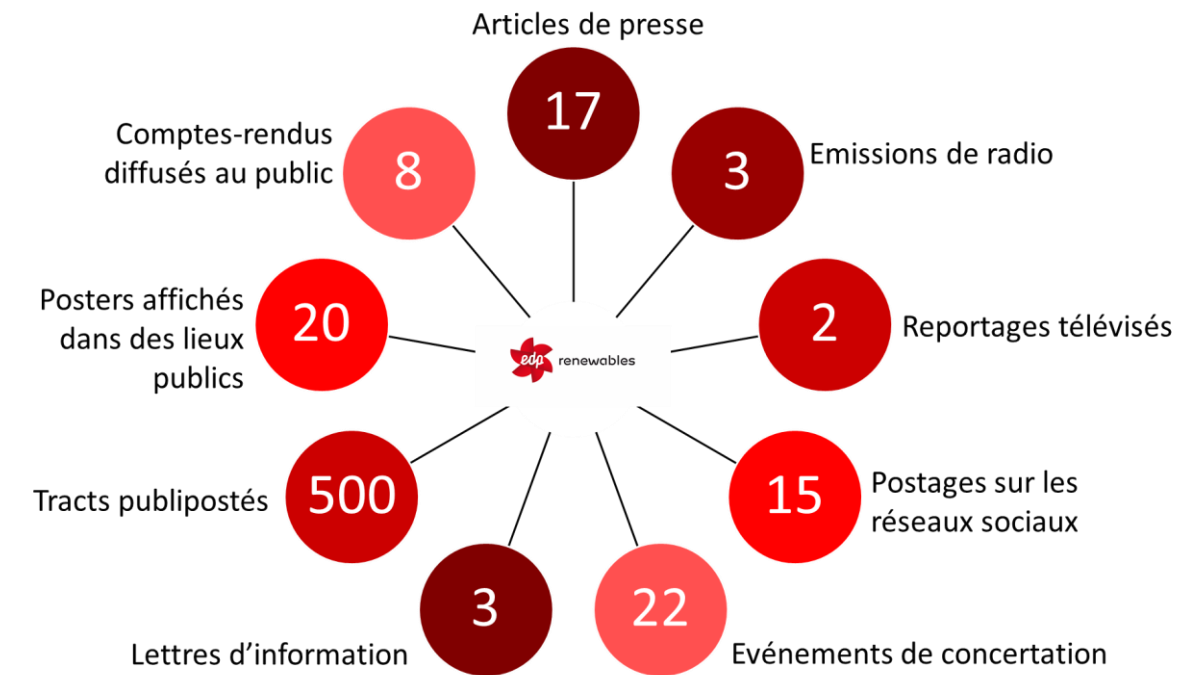 Articles de presse
17
Emissions de radio
3
Reportages télévisés
2
Postages sur les
réseaux sociaux
15
Evénements de concertation
22
Lettres d’information
3
Tracts publipostés
500
Posters affichés
dans des lieux
publics
20
Comptes-rendus
diffusés au public
8
edp renewables